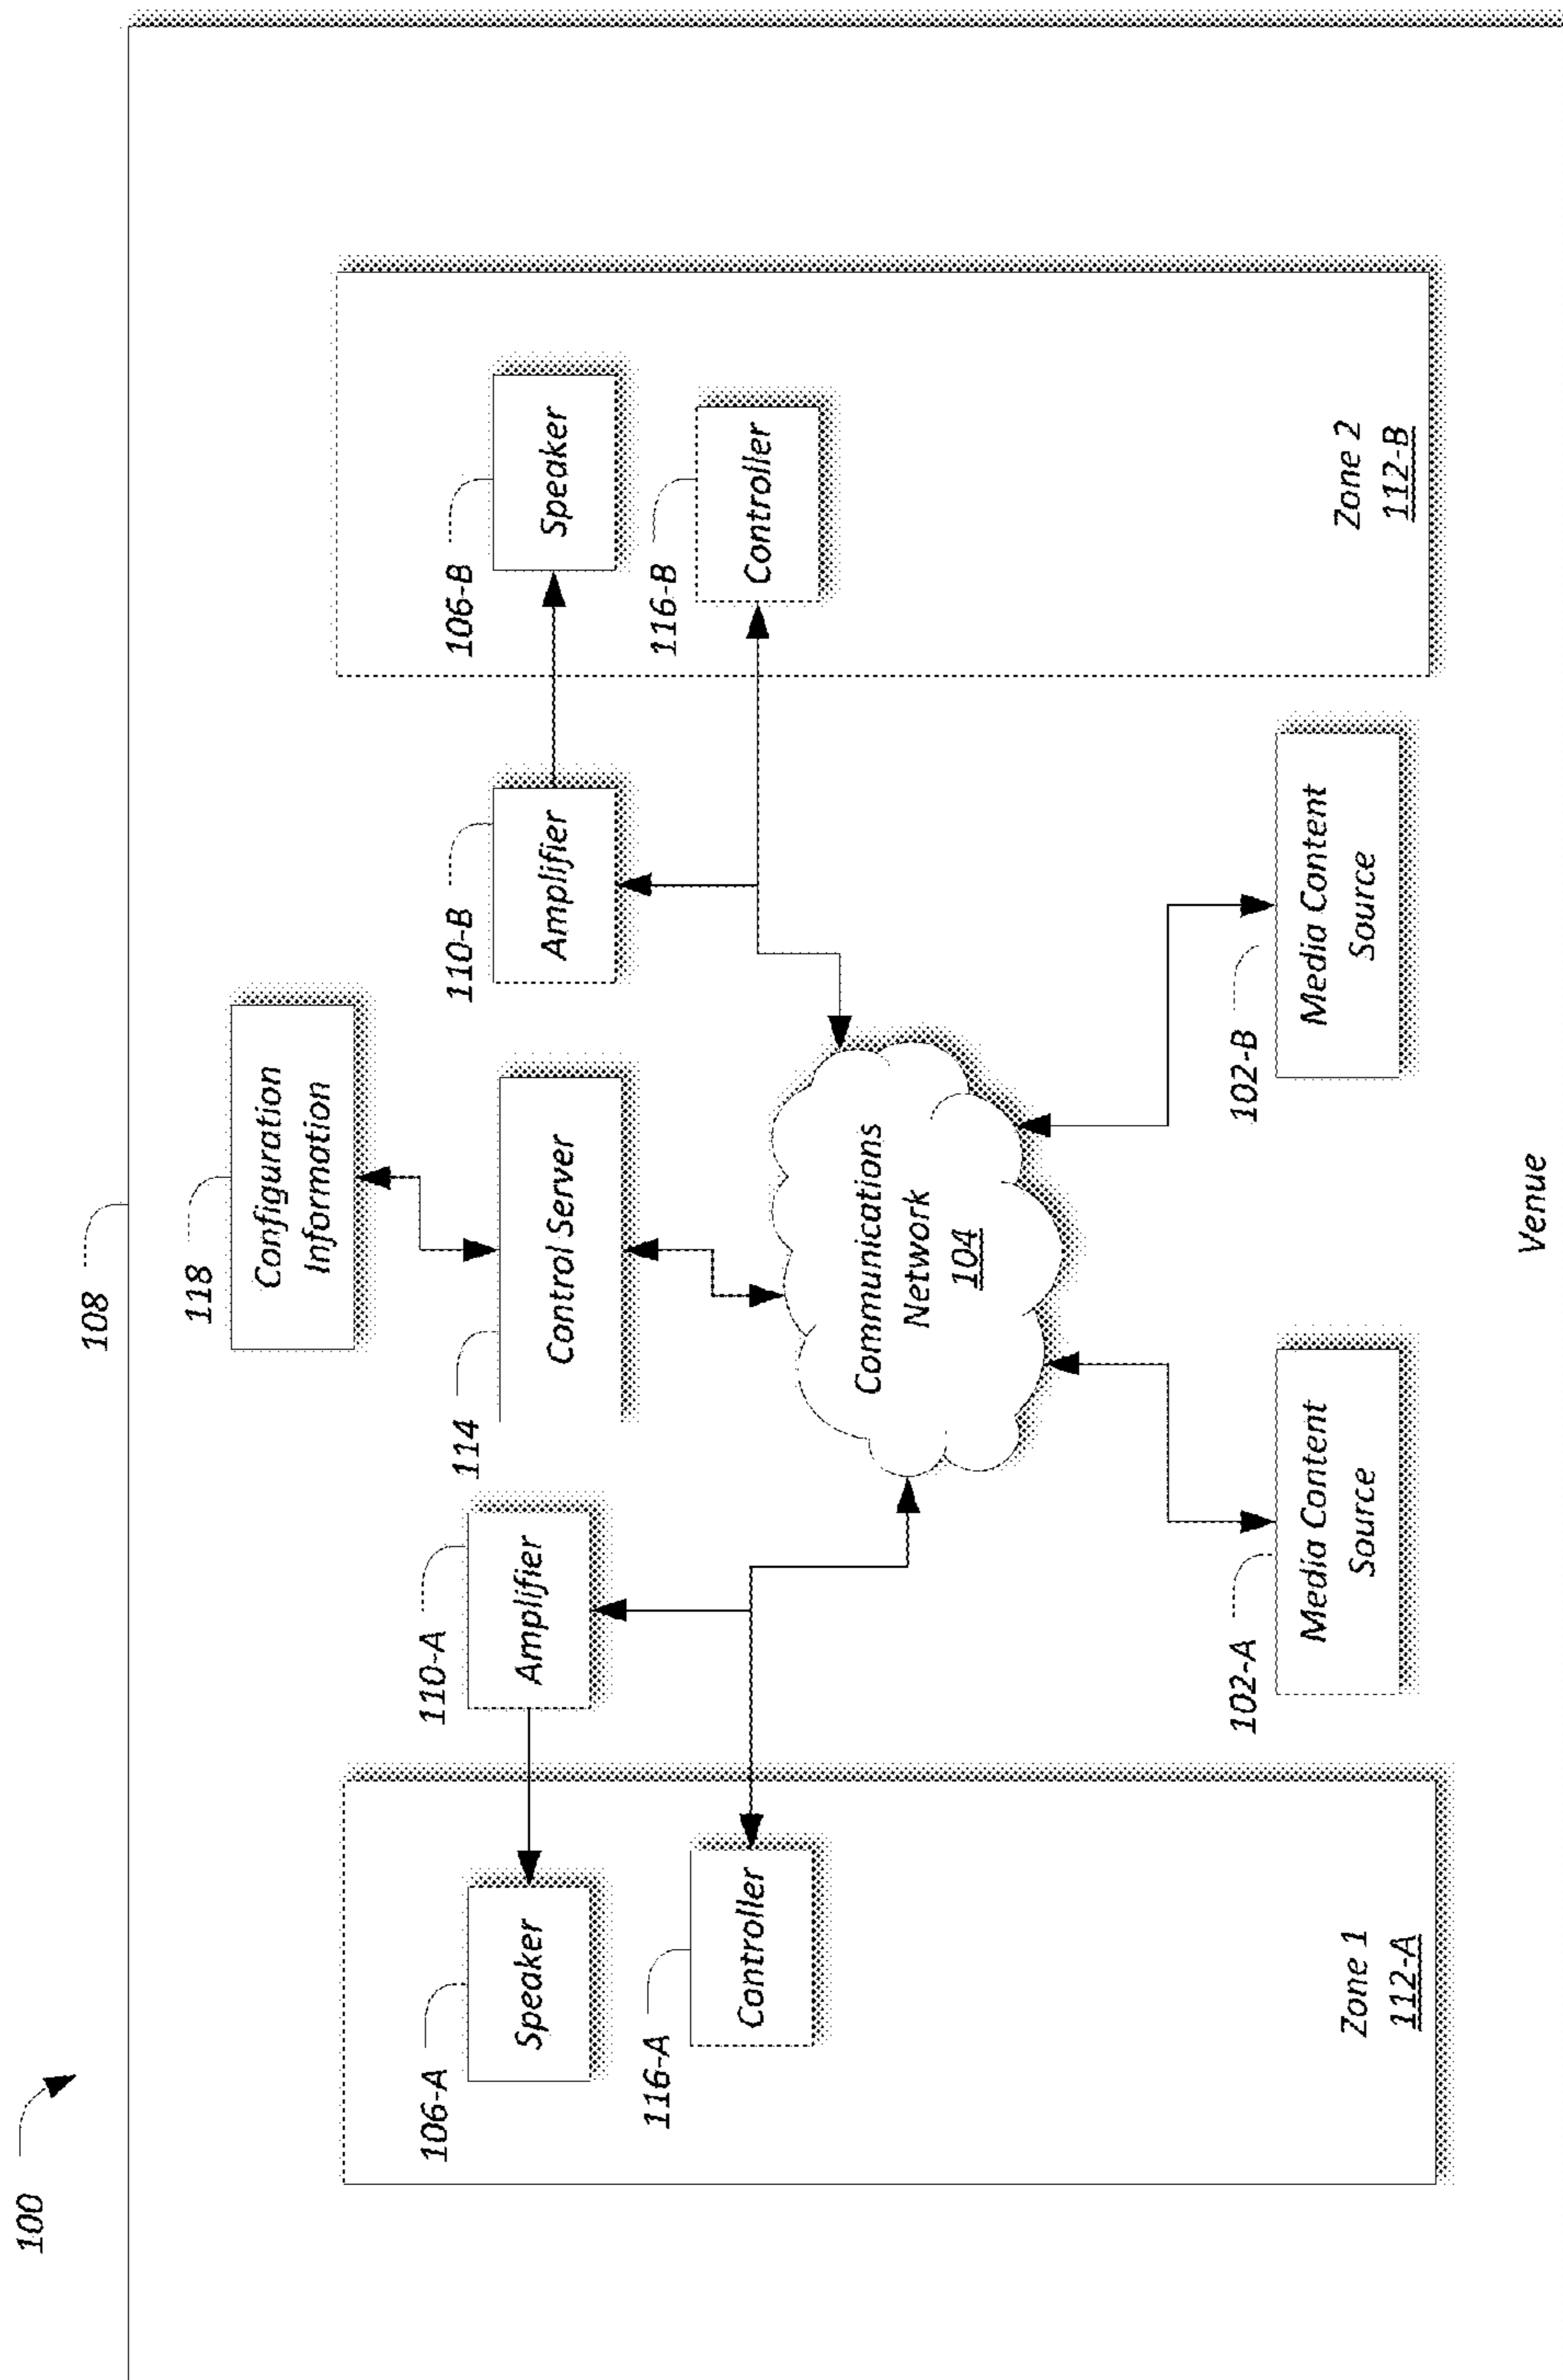 100
108
118
Configuration
Information
114
Control Server
110-A
Amplifier
110-B
Amplifier
106-A
Speaker
106-B
Speaker
116-A
Controller
116-B
Controller
Communications
Network
104
102-A
Media Content
Source
102-B
Media Content
Source
Zone 1
112-A
Zone 2
112-B
Venue